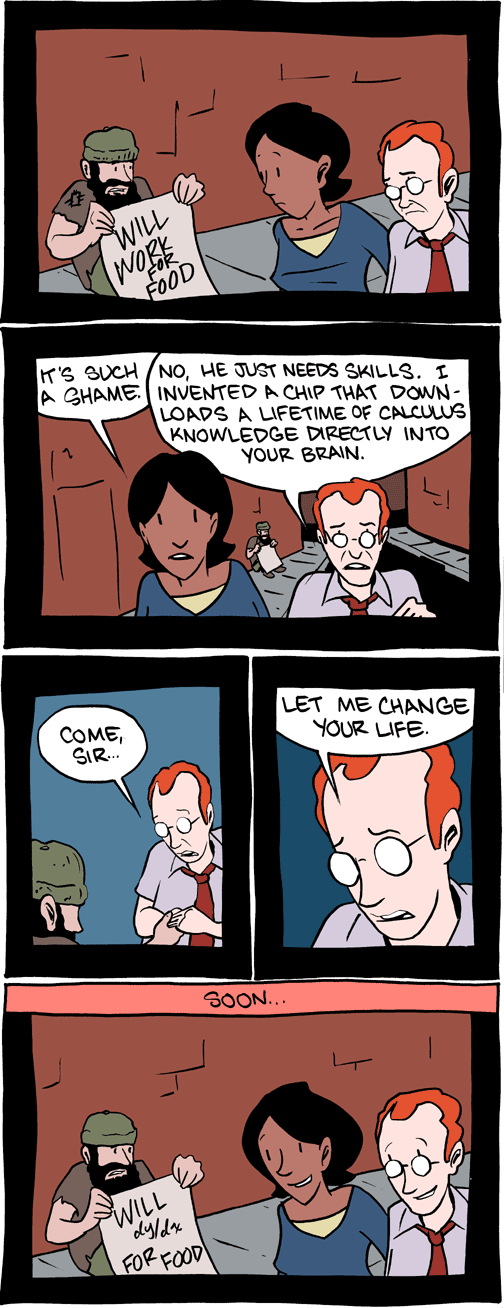 WILL
WORK
FOR
FOOD
IT'S SUCH
A SHAME.
NO, HE JUST NEEDS SKILLS. I
INVENTED A CHIP THAT DOWN-
LOADS A LIFETIME OF CALCULUS
KNOWLEDGE DIRECTLY INTO
YOUR BRAIN.
COME,
SIR...
LET ME CHANGE
YOUR LIFE.
SOON...
WILL
dy/dx
FOR FOOD